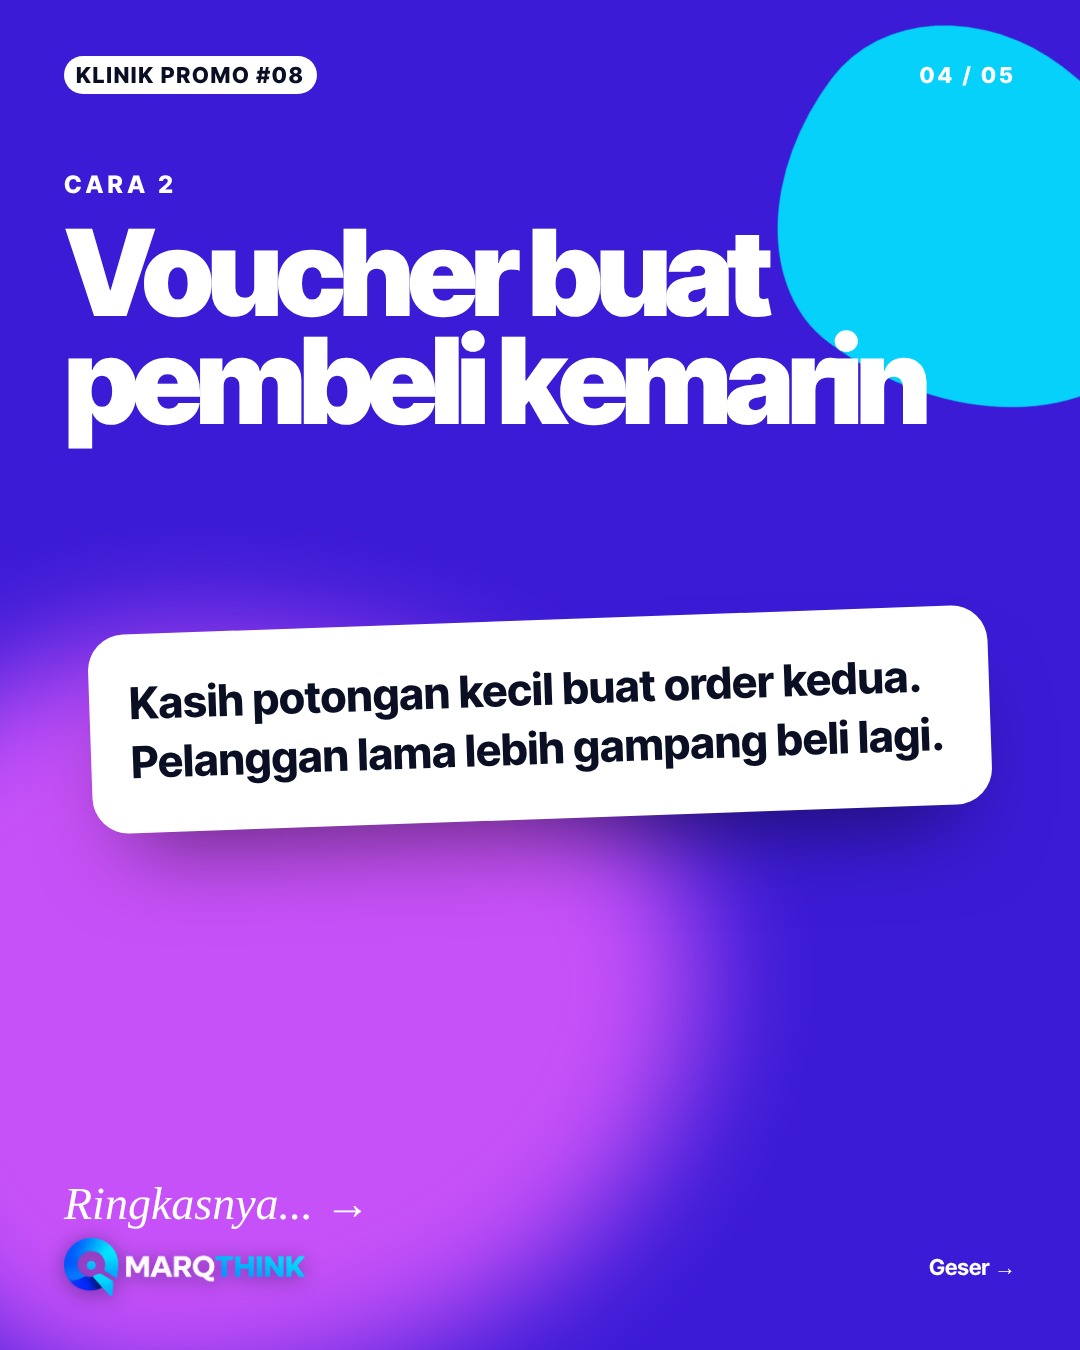 KLINIK PROMO #08
04 / 05
CARA 2
Voucher buat
pembeli kemarin
Kasih potongan kecil buat order kedua.
Pelanggan lama lebih gampang beli lagi.
Ringkasnya... →
MARQTHINK
Geser →